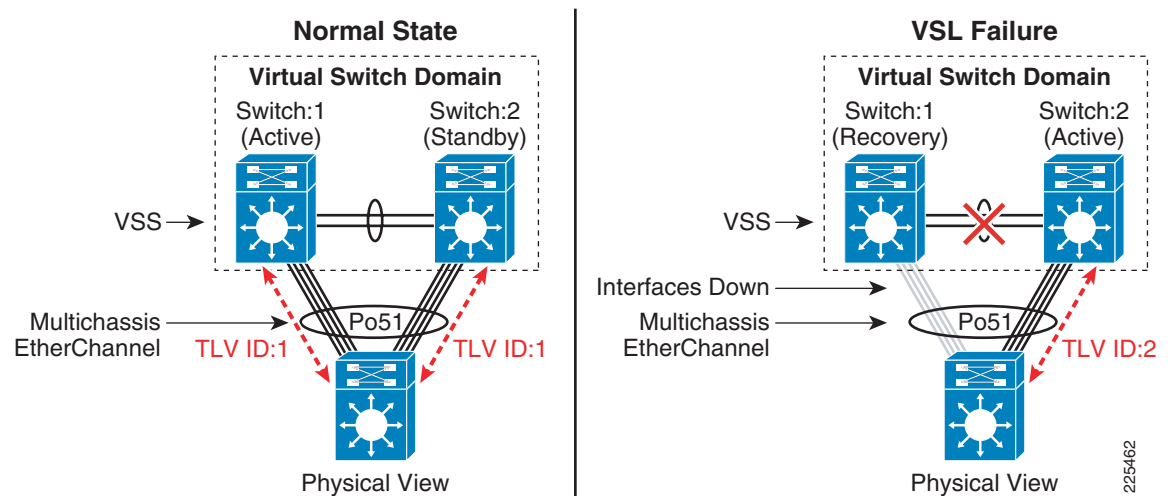 Normal State
Virtual Switch Domain
Switch:1
(Active)
Switch:2
(Standby)
VSS
Multichassis
EtherChannel
Po51
TLV ID:1
TLV ID:1
Physical View
VSL Failure
Virtual Switch Domain
Switch:1
(Recovery)
Switch:2
(Active)
VSS
Interfaces Down
Multichassis
EtherChannel
Po51
TLV ID:2
Physical View
225462